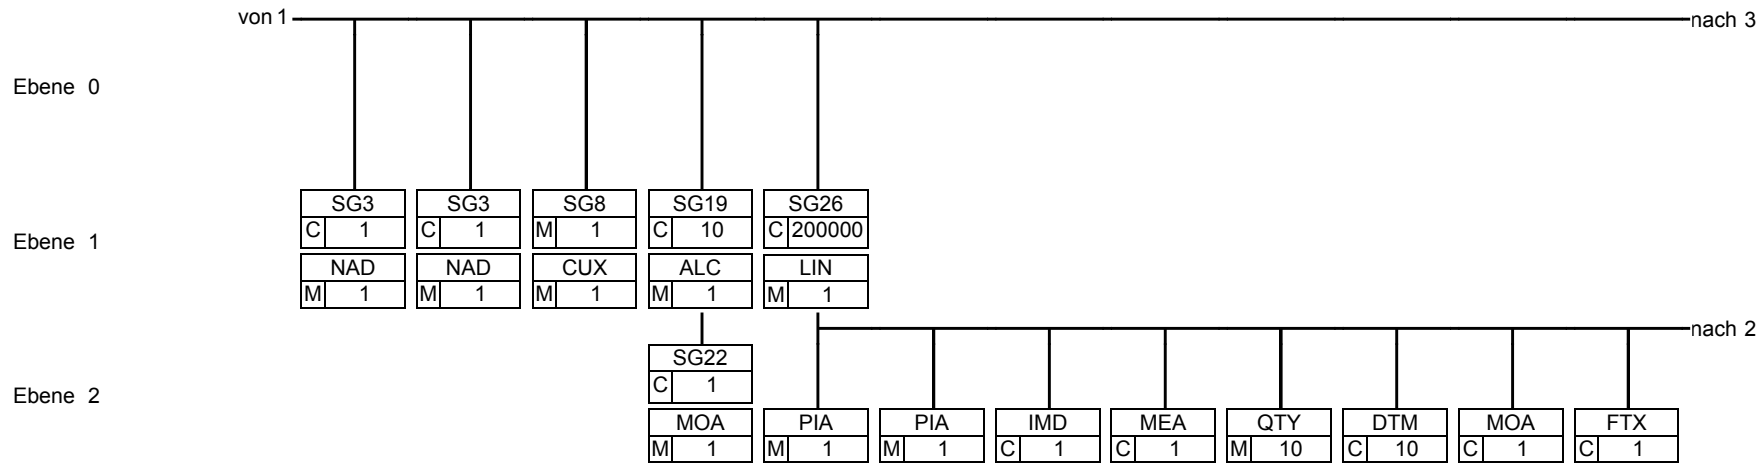 von 1 nach 3
Ebene 0
SG3 SG3 SG8 SG19 SG26
C 1 C 1 M 1 C 10 C 200000
Ebene 1
NAD NAD CUX ALC LIN
M 1 M 1 M 1 M 1 M 1
nach 2
SG22
C 1
Ebene 2
MOA PIA PIA IMD MEA QTY DTM MOA FTX
M 1 M 1 M 1 C 1 C 1 M 10 C 10 C 1 C 1